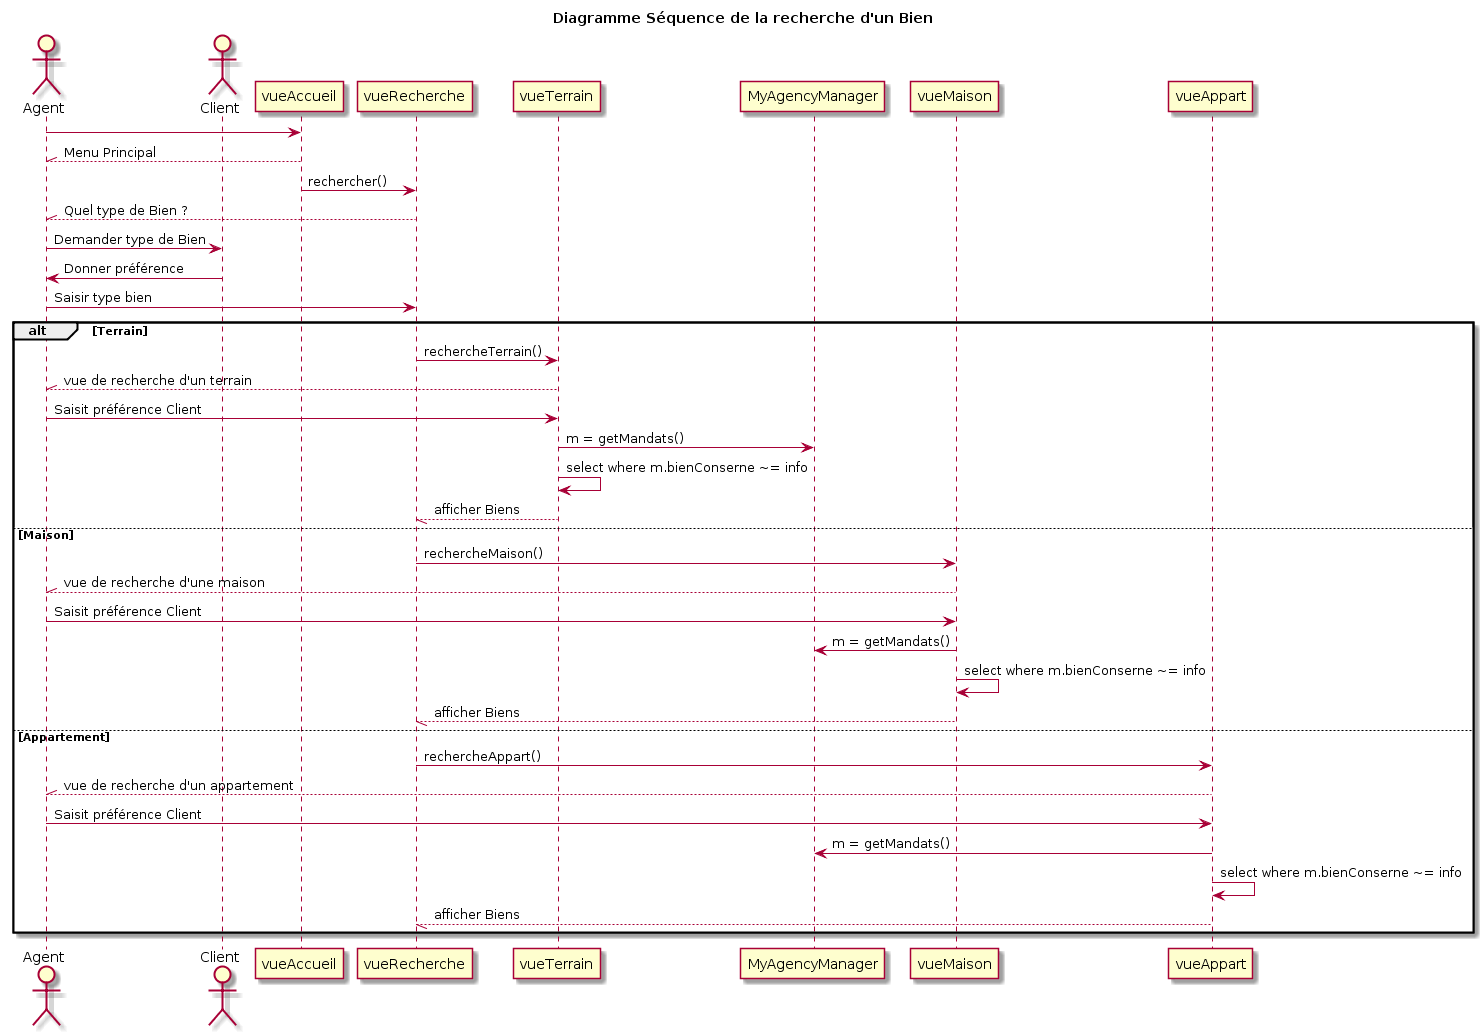 Diagramme Séquence de la recherche d'un Bien
Agent
Client
vueAccueil
vueRecherche
vueTerrain
MyAgencyManager
vueMaison
vueAppart
Menu Principal
rechercher()
Quel type de Bien ?
Demander type de Bien
Donner préférence
Saisir type bien
alt [Terrain]
rechercheTerrain()
vue de recherche d'un terrain
Saisit préférence Client
m = getMandats()
select where m.bienConserne ~= info
afficher Biens
[Maison]
rechercheMaison()
vue de recherche d'une maison
Saisit préférence Client
m = getMandats()
select where m.bienConserne ~= info
afficher Biens
[Appartement]
rechercheAppart()
vue de recherche d'un appartement
Saisit préférence Client
m = getMandats()
select where m.bienConserne ~= info
afficher Biens
Agent
Client
vueAccueil
vueRecherche
vueTerrain
MyAgencyManager
vueMaison
vueAppart